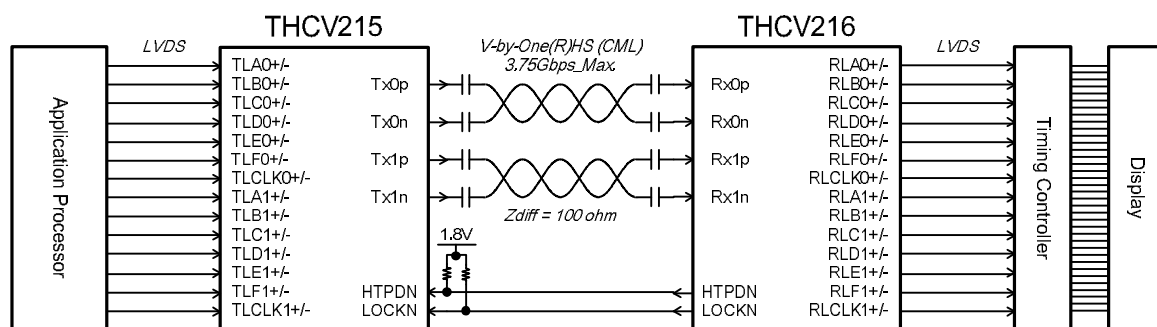 THCV215
THCV216
LVDS
V-by-One(R)HS (CML)
3.75Gbps_Max.
LVDS
Application Processor
TLA0+/-
TLB0+/-
TLC0+/-
TLD0+/-
TLE0+/-
TLF0+/-
TLCLK0+/-
TLA1+/-
TLB1+/-
TLC1+/-
TLD1+/-
TLE1+/-
TLF1+/-
TLCLK1+/-
Tx0p
Tx0n
Tx1p
Tx1n
HTPDN
LOCKN
Zdiff = 100 ohm
1.8V
Rx0p
Rx0n
Rx1p
Rx1n
HTPDN
LOCKN
RLA0+/-
RLB0+/-
RLC0+/-
RLD0+/-
RLE0+/-
RLF0+/-
RLCLK0+/-
RLA1+/-
RLB1+/-
RLC1+/-
RLD1+/-
RLE1+/-
RLF1+/-
RLCLK1+/-
Timing Controller
Display